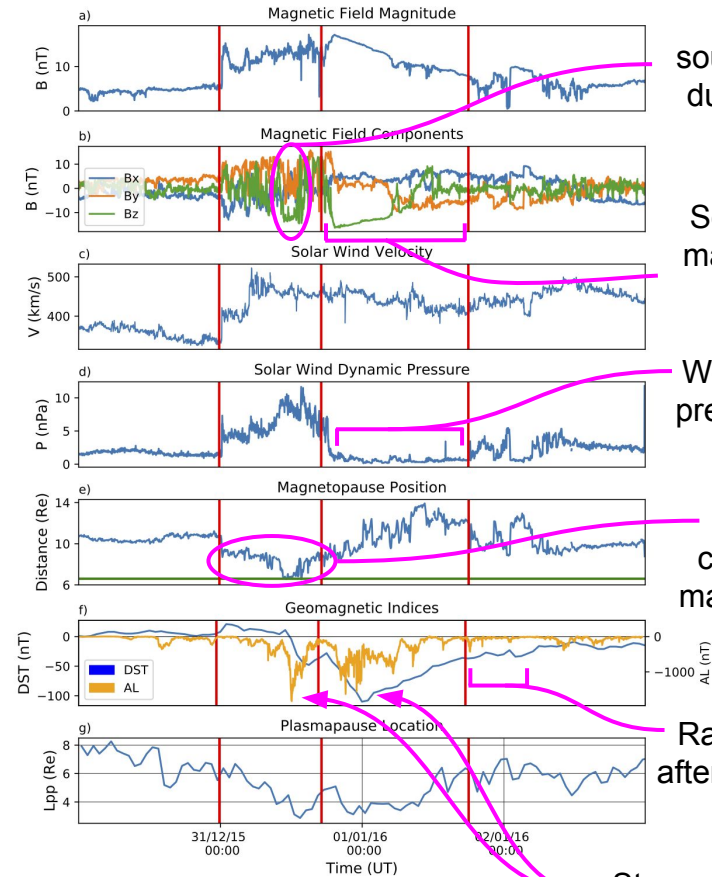 a) Magnetic Field Magnitude
B (nT)
10
0
b) Magnetic Field Components
B (nT)
10
0
−10
Bx
By
Bz
c) Solar Wind Velocity
V (km/s)
500
400
d) Solar Wind Dynamic Pressure
P (nPa)
10
5
0
e) Magnetopause Position
Distance (Re)
14
10
6
f) Geomagnetic Indices
DST (nT)
0
−50
−100
DST
AL
0
−1000
AL (nT)
g) Plasmapause Location
Lpp (Re)
8
6
4
31/12/15 01/01/16 02/01/16
00:00 00:00 00:00
Time (UT)
sou
du
S
ma
W
pre
c
ma
Ra
after
St